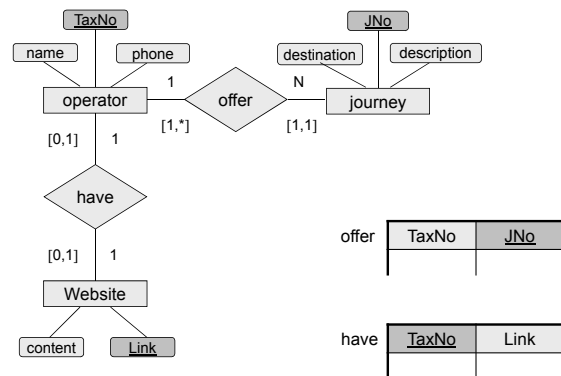 TaxNo
name
phone
operator
1
[1,*]
offer
N
[1,1]
JNo
destination
description
journey
[0,1]
1
have
[0,1]
1
Website
content
Link
offer
TaxNo
JNo
have
TaxNo
Link